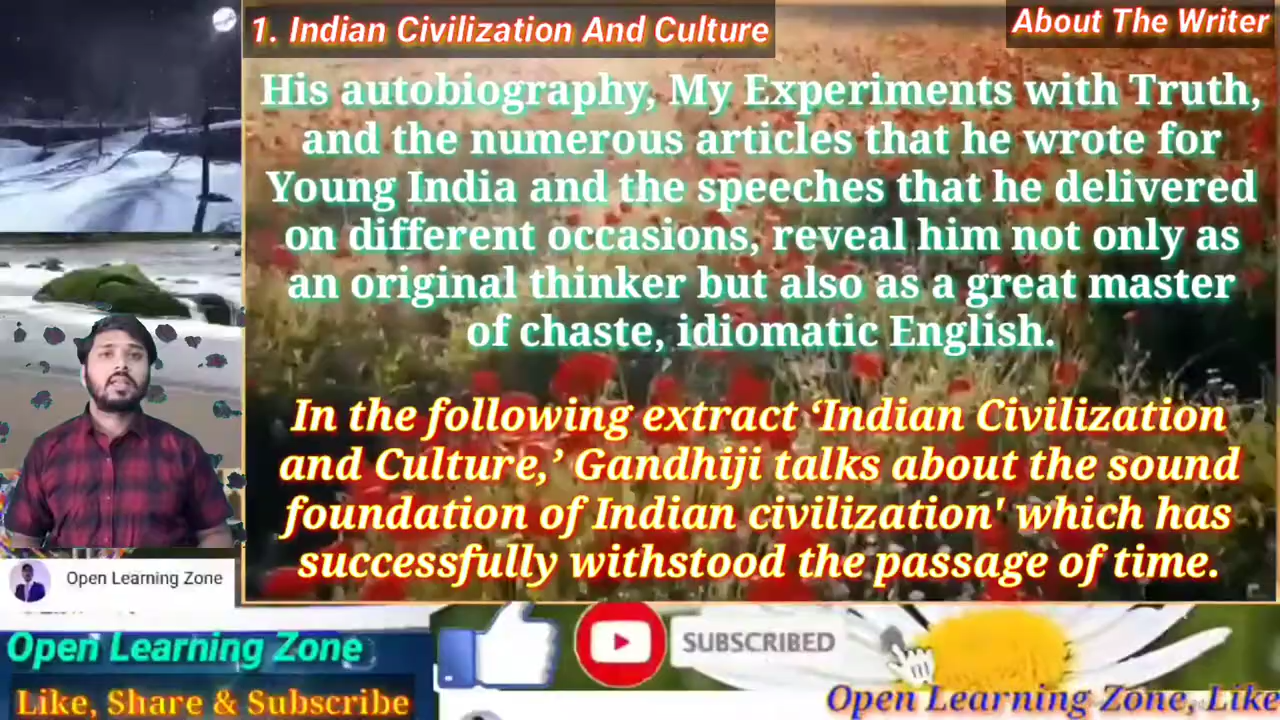 1. Indian Civilization And Culture
About The Writer
His autobiography, My Experiments with Truth,
and the numerous articles that he wrote for
Young India and the speeches that he delivered
on different occasions, reveal him not only as
an original thinker but also as a great master
of chaste, idiomatic English.
In the following extract ‘Indian Civilization
and Culture,’ Gandhiji talks about the sound
foundation of Indian civilization' which has
successfully withstood the passage of time.
Open Learning Zone
Open Learning Zone
Like, Share & Subscribe
SUBSCRIBED
Open Learning Zone, Like